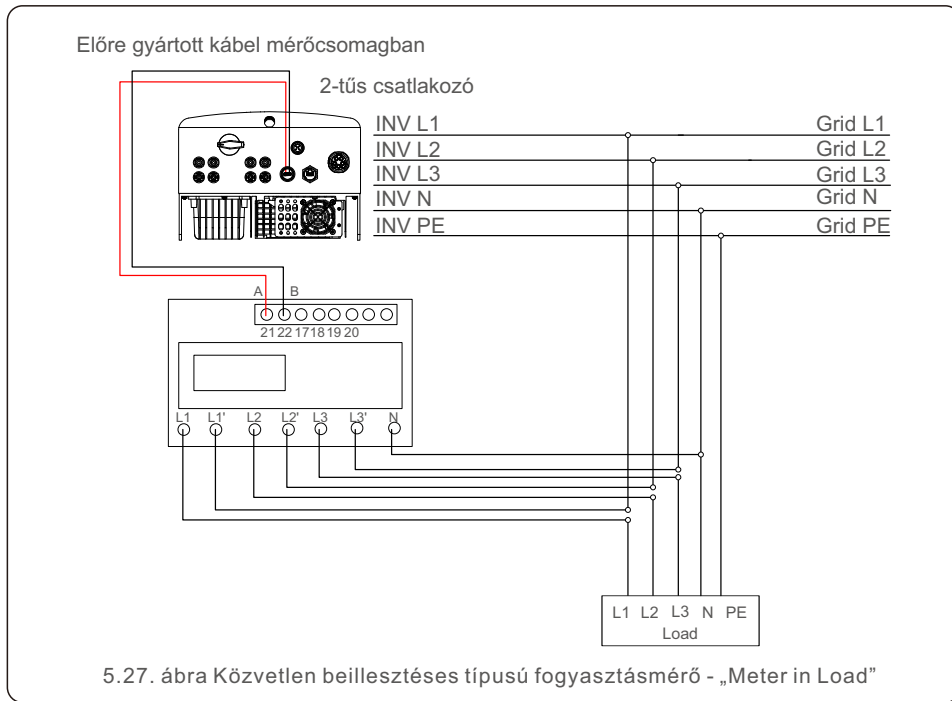 Előre gyártott kábel mérőcsomagban
2-tűs csatlakozó
INV L1 Grid L1
INV L2 Grid L2
INV L3 Grid L3
INV N Grid N
INV PE Grid PE
A B
21 22 17 18 19 20
L1 L1' L2 L2' L3 L3' N
L1 L2 L3 N PE
Load
5.27. ábra Közvetlen beillesztéses típusú fogyasztásmérő - „Meter in Load”